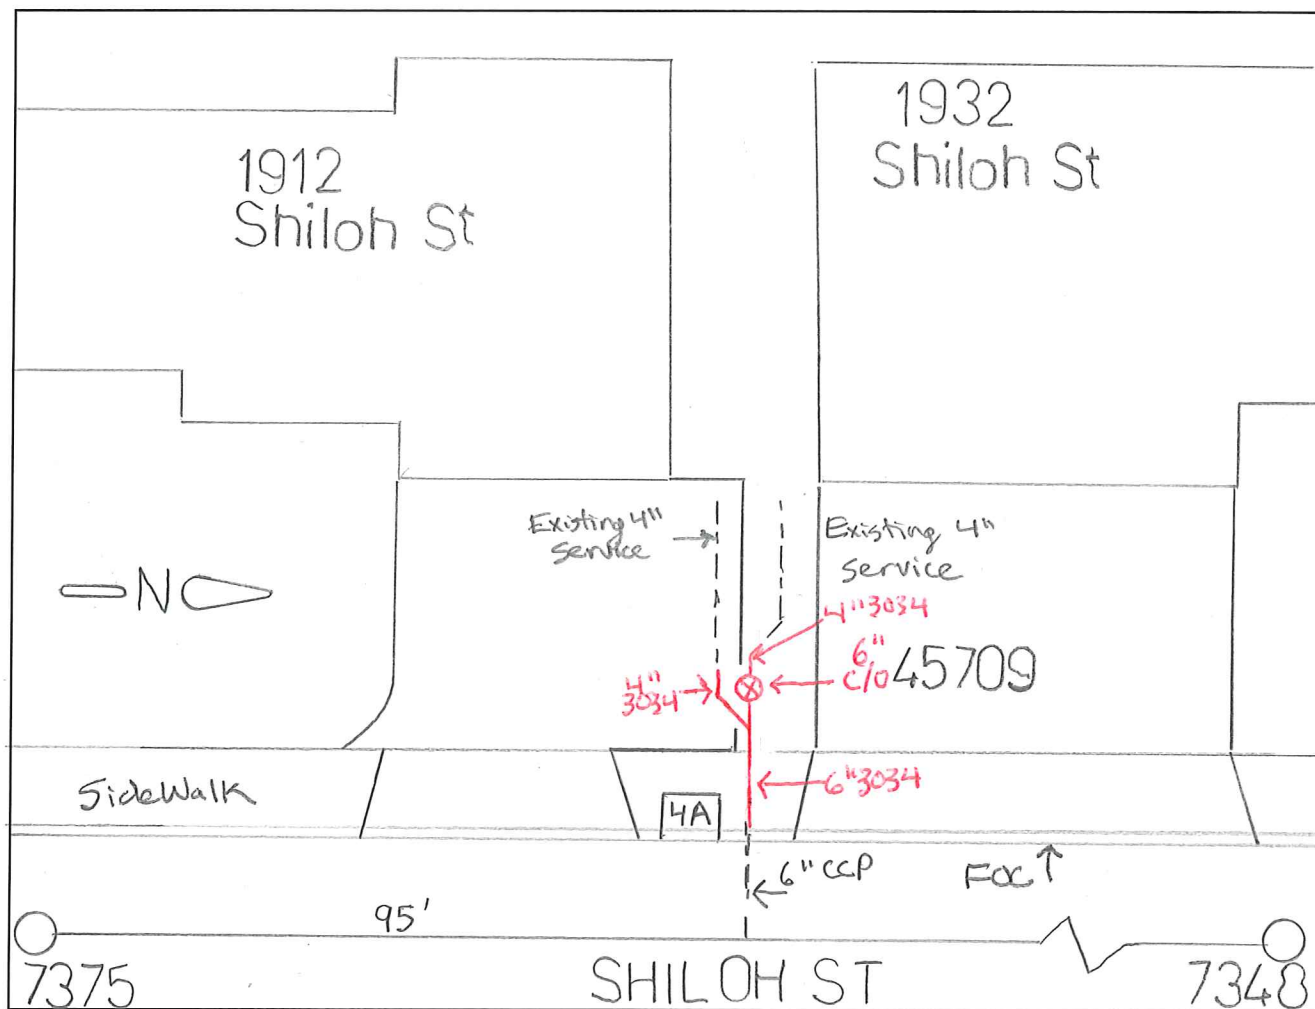 1912
Shiloh St
1932
Shiloh St
Existing 4"
Service
Existing 4"
Service
N
4" 3034
6"
C/O
45709
4"
3034
6" 3034
SideWalk
4A
6" CCP
FOC
95'
7375
SHILOH ST
7348